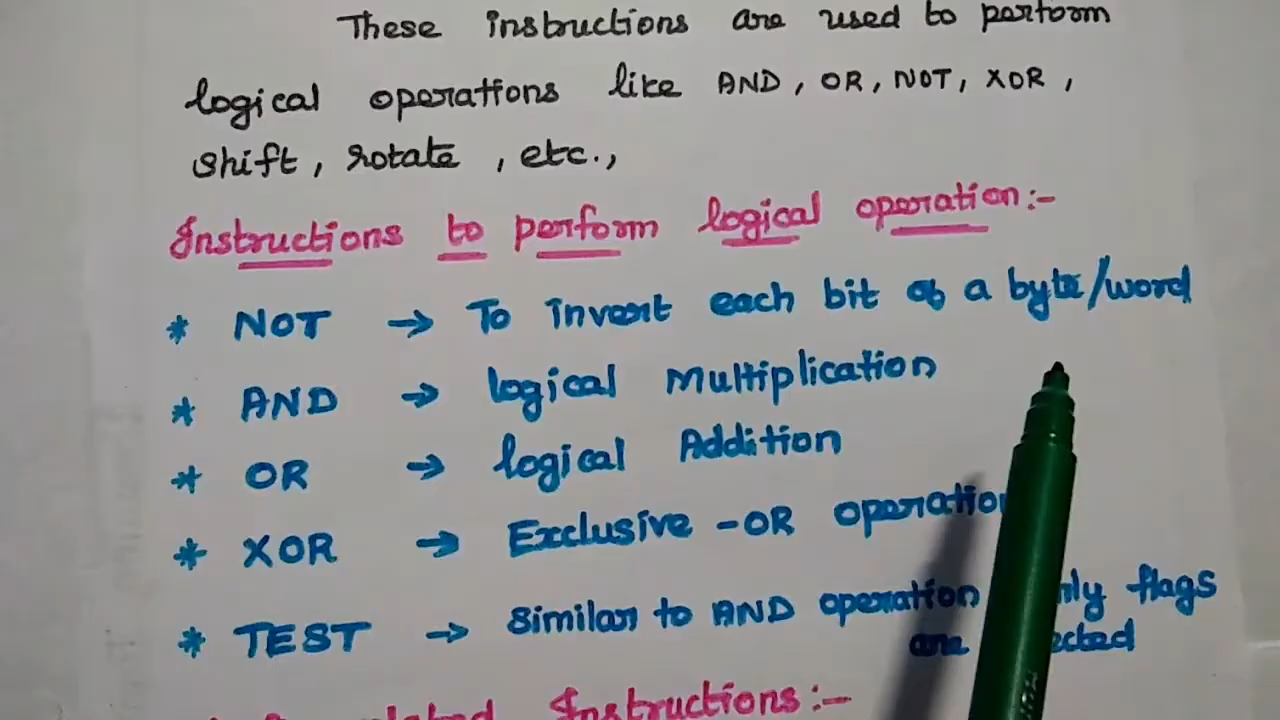 These instructions are used to perform
logical operations like AND, OR, NOT, XOR,
shift, rotate, etc.,
Instructions to perform logical operation:-
* NOT → To invert each bit of a byte/word
* AND → logical Multiplication
* OR → logical Addition
* XOR → Exclusive -OR operation
* TEST → Similar to AND operation flags
are
Instructions:-